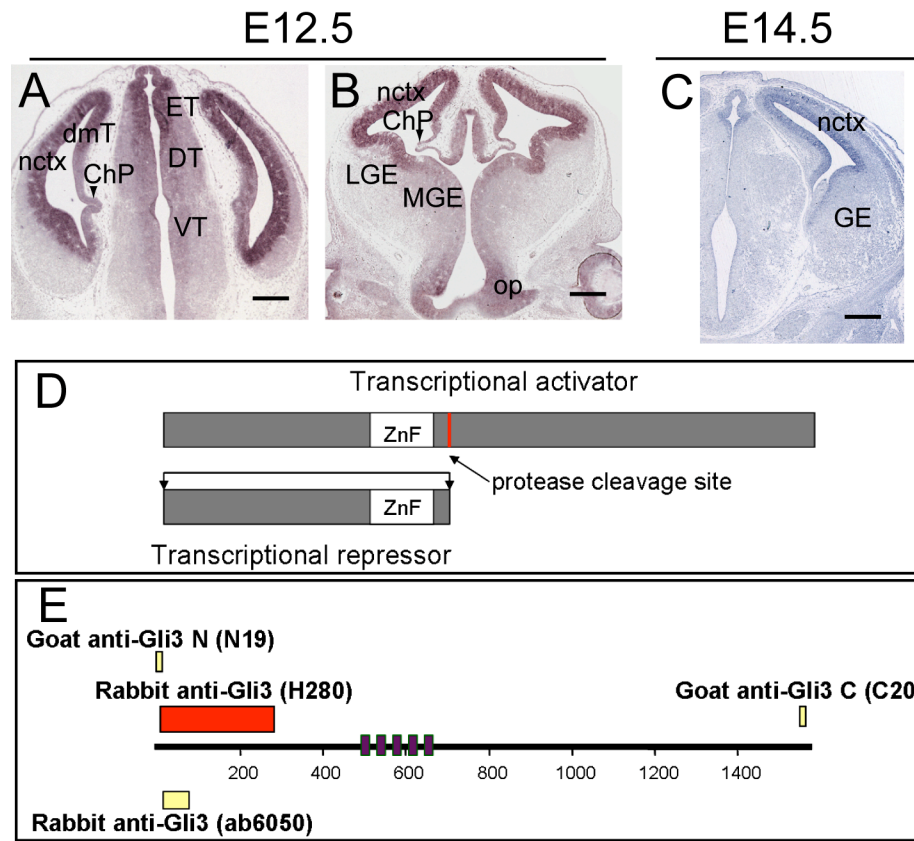 E12.5
E14.5
A
ET
dmT
nctx
DT
ChP
VT
B
nctx
ChP
LGE
MGE
op
C
nctx
GE
D
Transcriptional activator
ZnF
protease cleavage site
ZnF
Transcriptional repressor
E
Goat anti-Gli3 N (N19)
Rabbit anti-Gli3 (H280)
Goat anti-Gli3 C (C20
200 400 600 800 1000 1200 1400
Rabbit anti-Gli3 (ab6050)